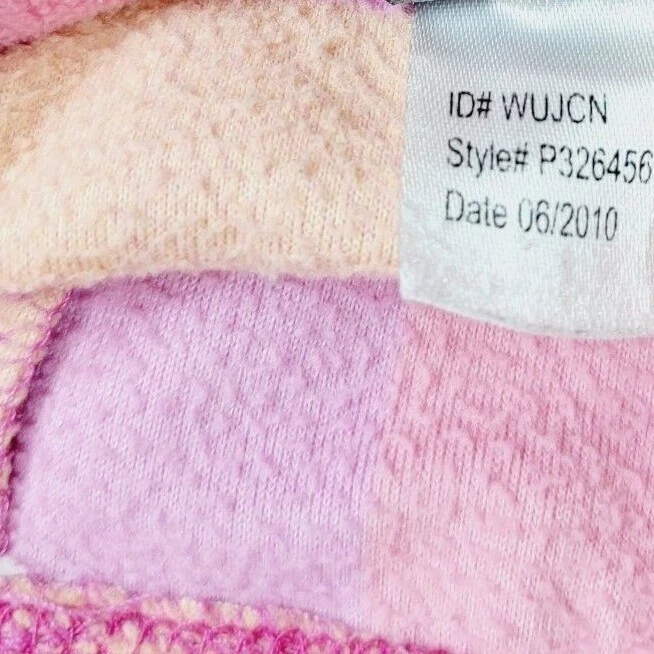 ID# WUJCN
Style# P326456
Date 06/2010